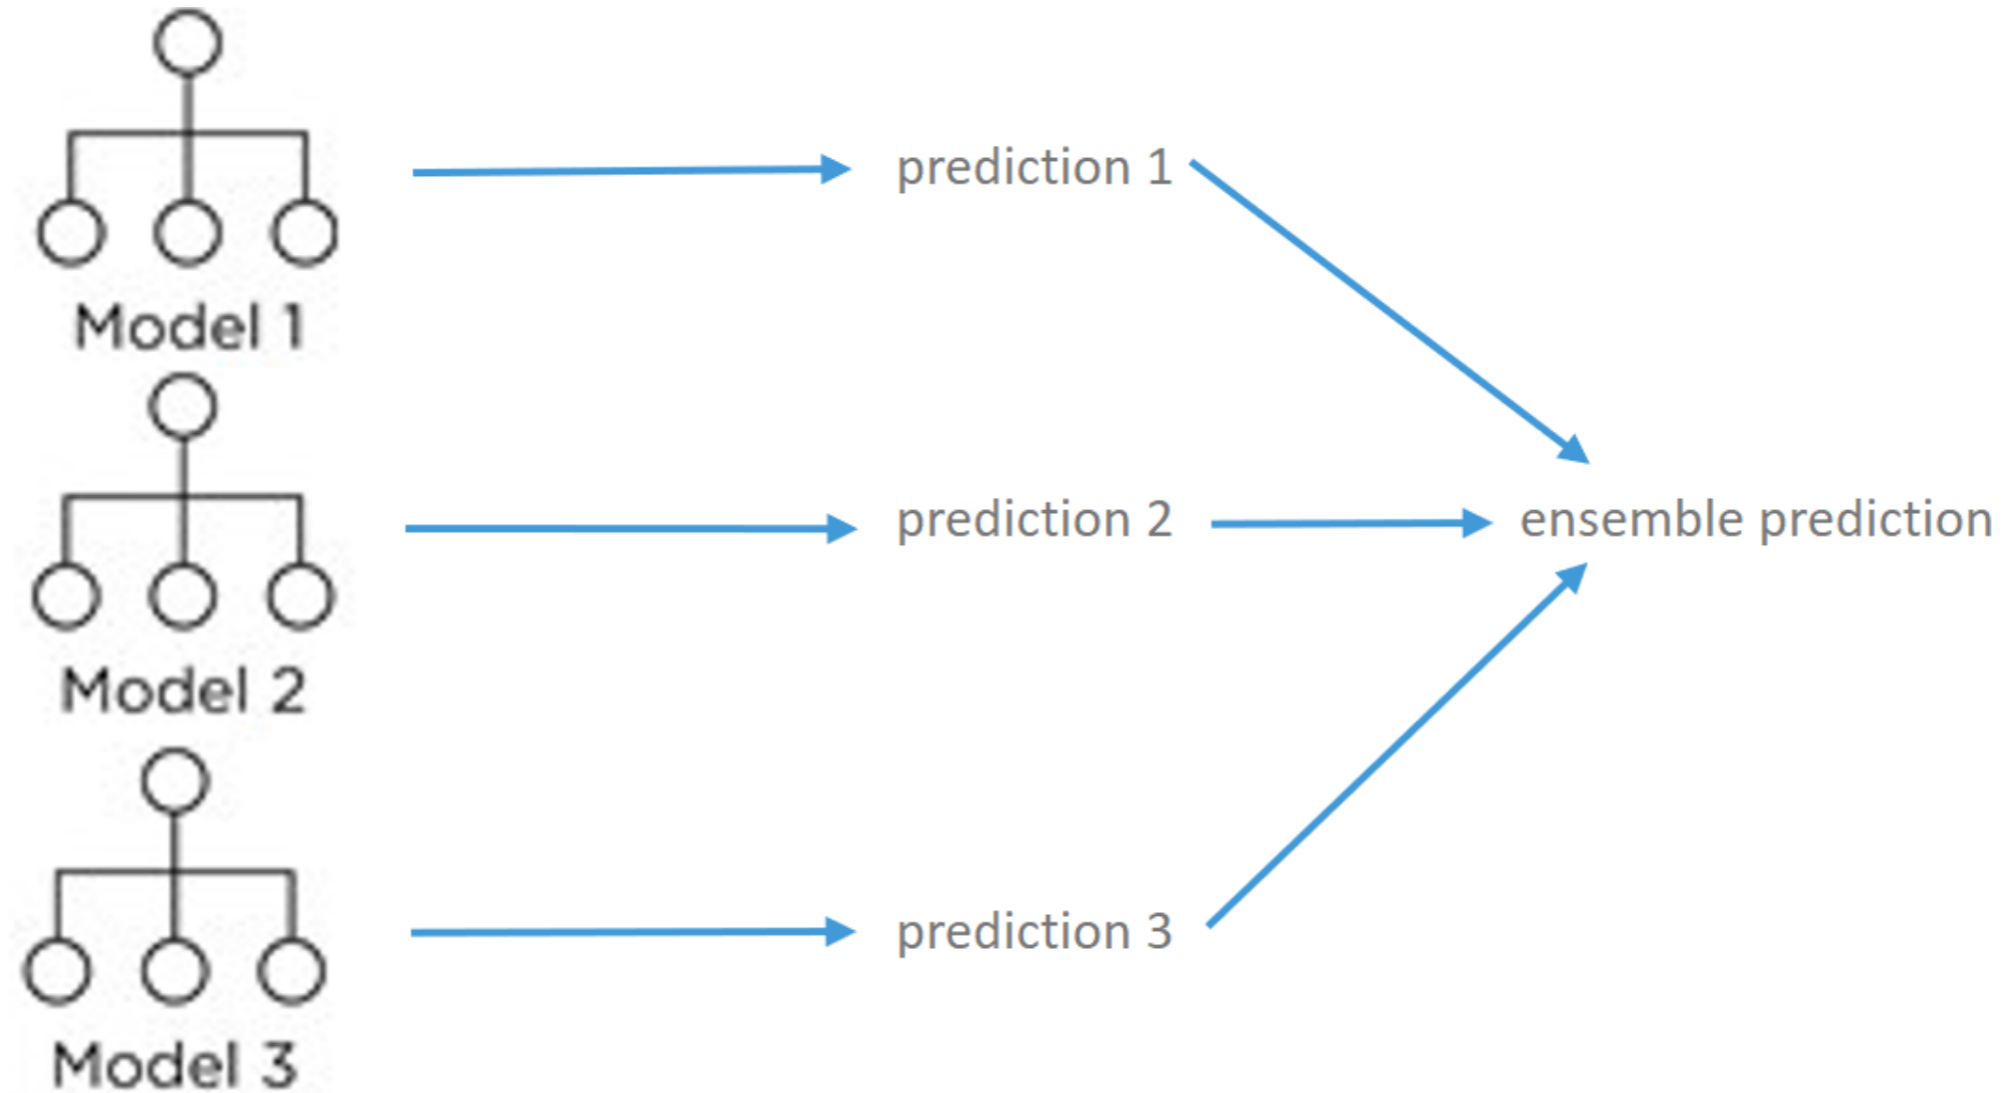 Model 1
prediction 1
Model 2
prediction 2
ensemble prediction
Model 3
prediction 3